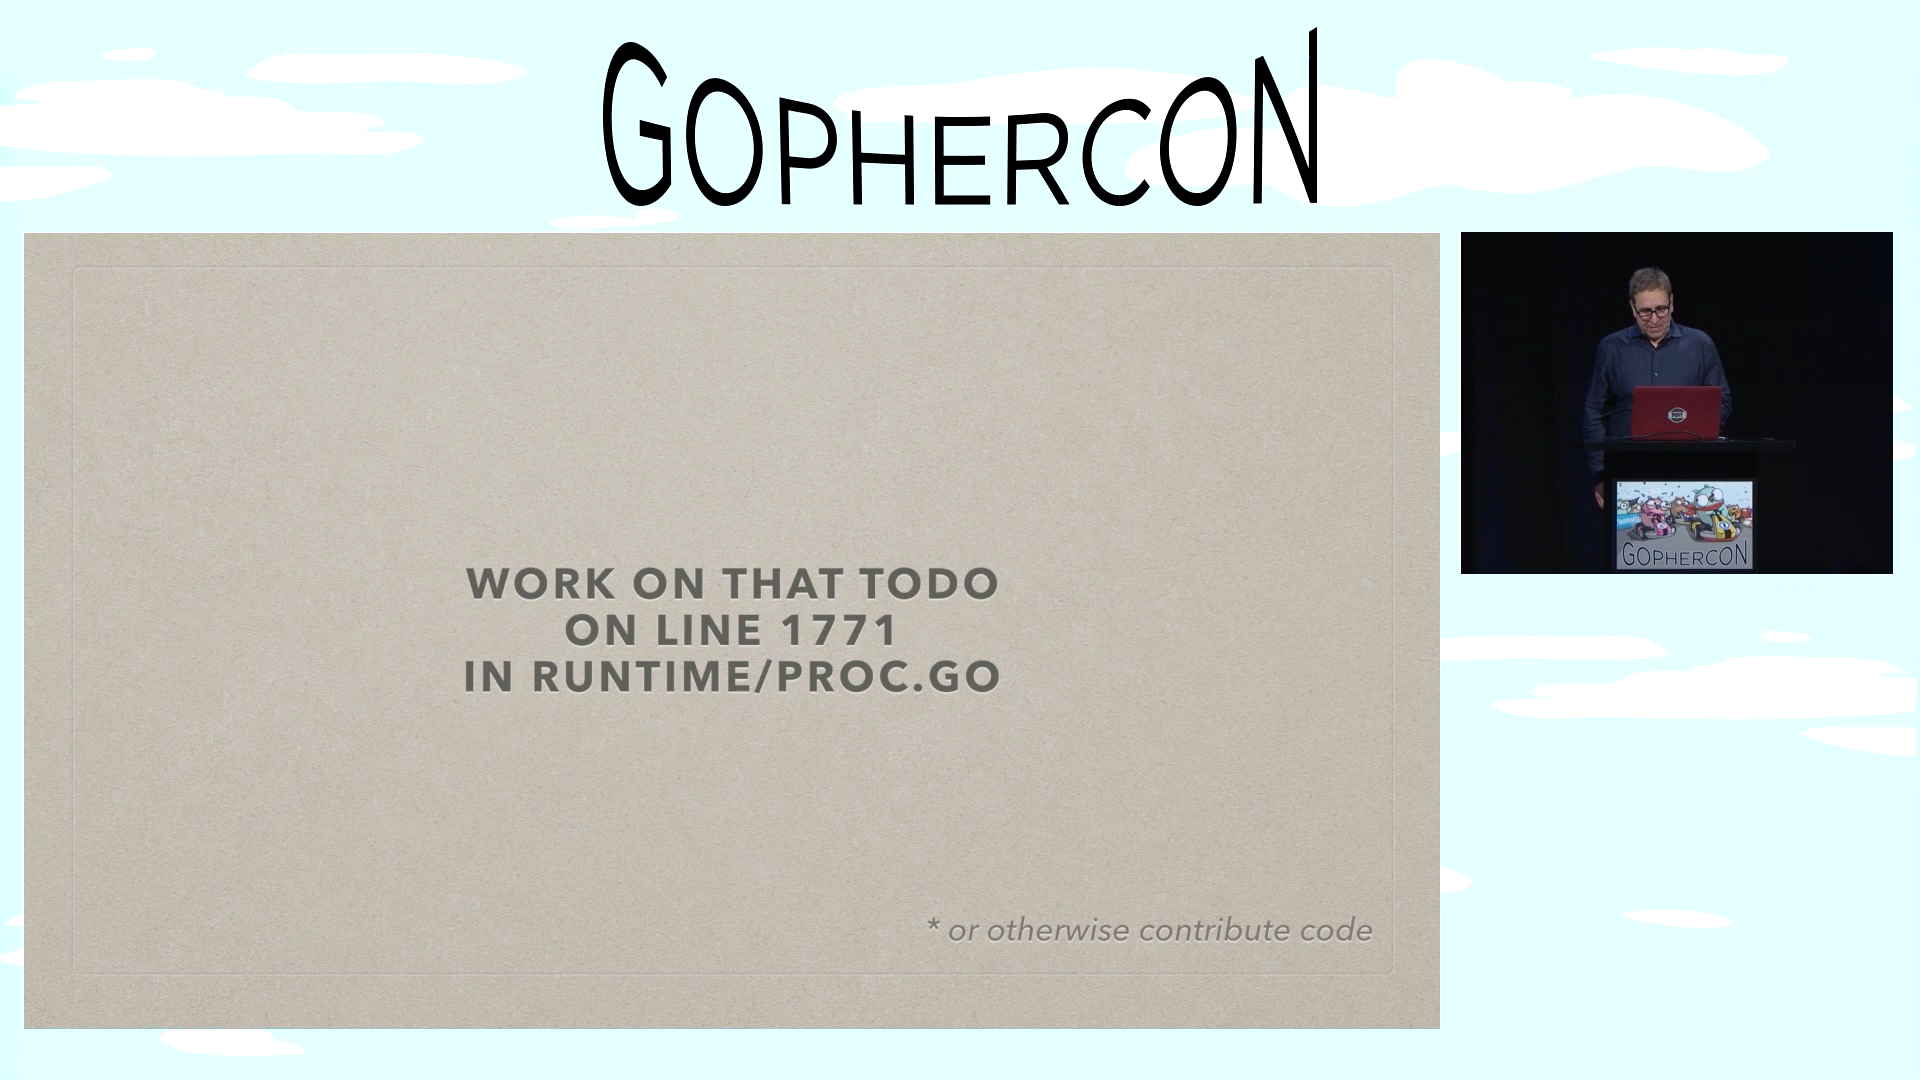 GOPHERCON
WORK ON THAT TODO
ON LINE 1771
IN RUNTIME/PROC.GO
* or otherwise contribute code
GOPHERCON